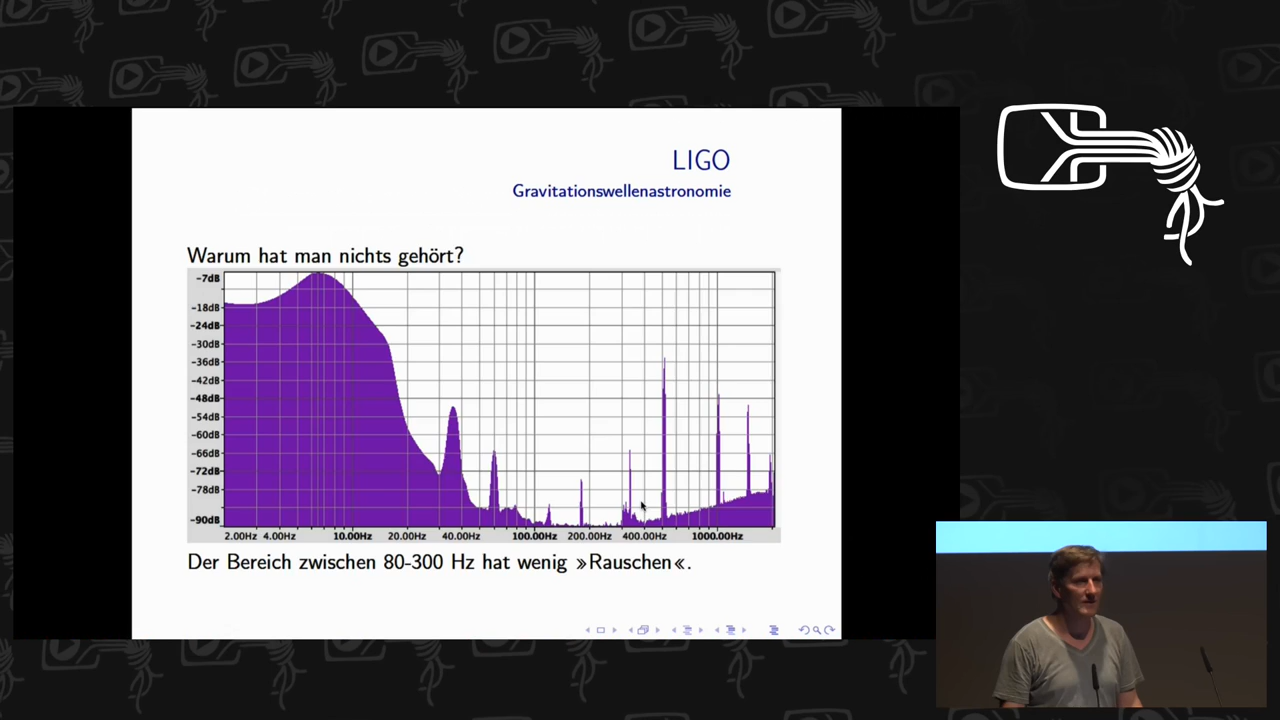 LIGO
Gravitationswellenastronomie
Warum hat man nichts gehört?
-7dB
-18dB
-24dB
-30dB
-36dB
-42dB
-48dB
-54dB
-60dB
-66dB
-72dB
-78dB
-90dB
2.00Hz 4.00Hz 10.00Hz 20.00Hz 40.00Hz 100.00Hz 200.00Hz 400.00Hz 1000.00Hz
Der Bereich zwischen 80-300 Hz hat wenig »Rauschen«.